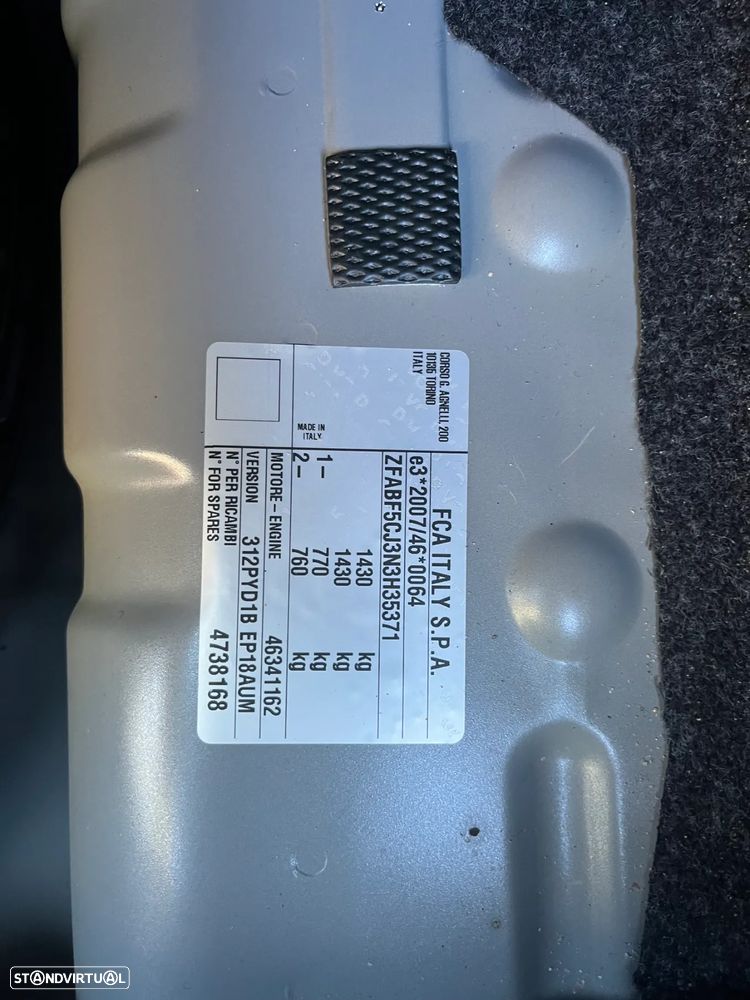 CORSO G. AGNELLI, 200
10135 TORINO
ITALY
MADE IN
ITALY
FCA ITALY S.P.A.
e3*2007/46*0064
ZFABF5CJ3N3H35371
1430 kg
1430 kg
1– 770 kg
2– 760 kg
MOTORE–ENGINE 46341162
VERSION 312PYD1B EP18AUM
N° PER RICAMBI
N° FOR SPARES 4738168
STANDVIRTUAL